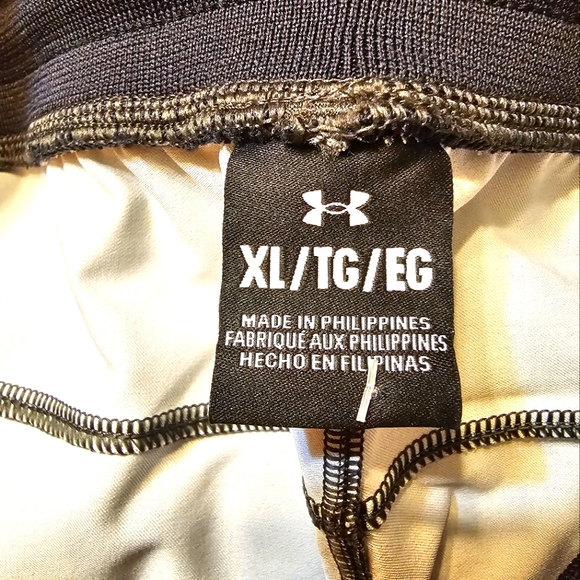 XL/TG/EG
MADE IN PHILIPPINES
FABRIQUÉ AUX PHILIPPINES
HECHO EN FILIPINAS